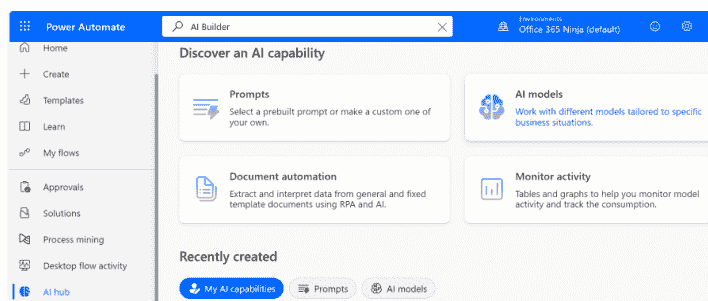 Power Automate
AI Builder
Environments
Office 365 Ninja (default)
Home
Create
Templates
Learn
My flows
Approvals
Solutions
Process mining
Desktop flow activity
AI hub
Discover an AI capability
Prompts
Select a prebuilt prompt or make a custom one of
your own.
AI models
Work with different models tailored to specific
business situations.
Document automation
Extract and interpret data from general and fixed
template documents using RPA and AI.
Monitor activity
Tables and graphs to help you monitor model
activity and track the consumption.
Recently created
My AI capabilities
Prompts
AI models